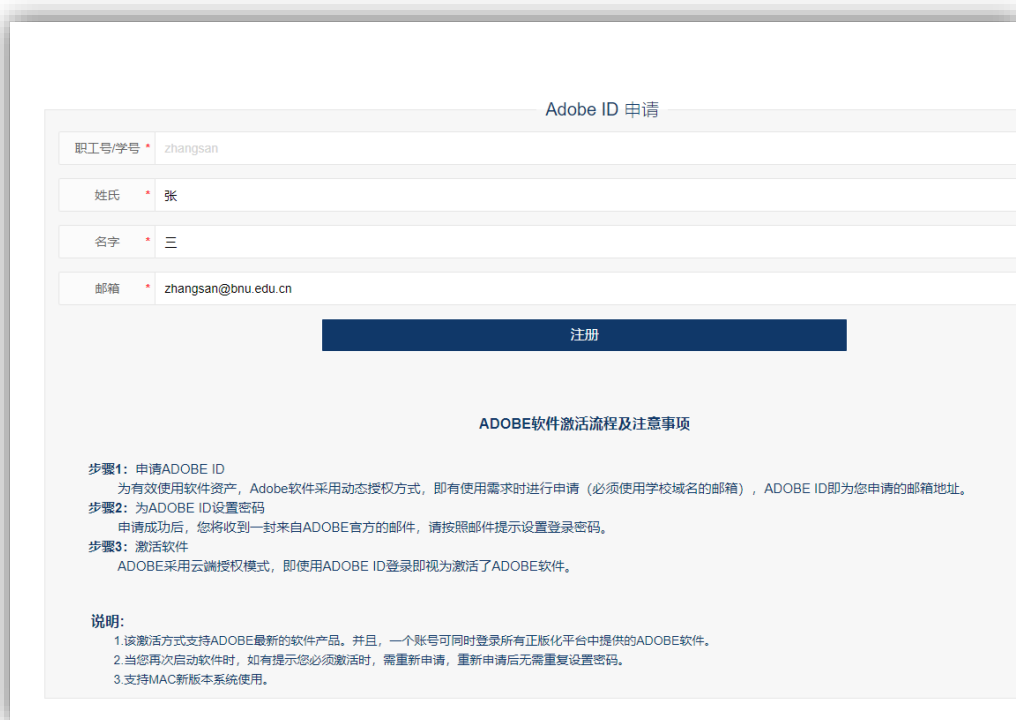 Adobe ID 申请
职工号/学号 * zhangsan
姓氏 * 张
名字 * 三
邮箱 * zhangsan@bnu.edu.cn
注册
ADOBE软件激活流程及注意事项
步骤1：申请ADOBE ID
为有效使用软件资产，Adobe软件采用动态授权方式，即有使用需求时进行申请（必须使用学校域名的邮箱），ADOBE ID即为您申请的邮箱地址。
步骤2：为ADOBE ID设置密码
申请成功后，您将收到一封来自ADOBE官方的邮件，请按照邮件提示设置登录密码。
步骤3：激活软件
ADOBE采用云端授权模式，即使用ADOBE ID登录即视为激活了ADOBE软件。
说明：
1.该激活方式支持ADOBE最新的软件产品。并且，一个账号可同时登录所有正版化平台中提供的ADOBE软件。
2.当您再次启动软件时，如有提示您必须激活时，需重新申请，重新申请后无需重复设置密码。
3.支持MAC新版本系统使用。